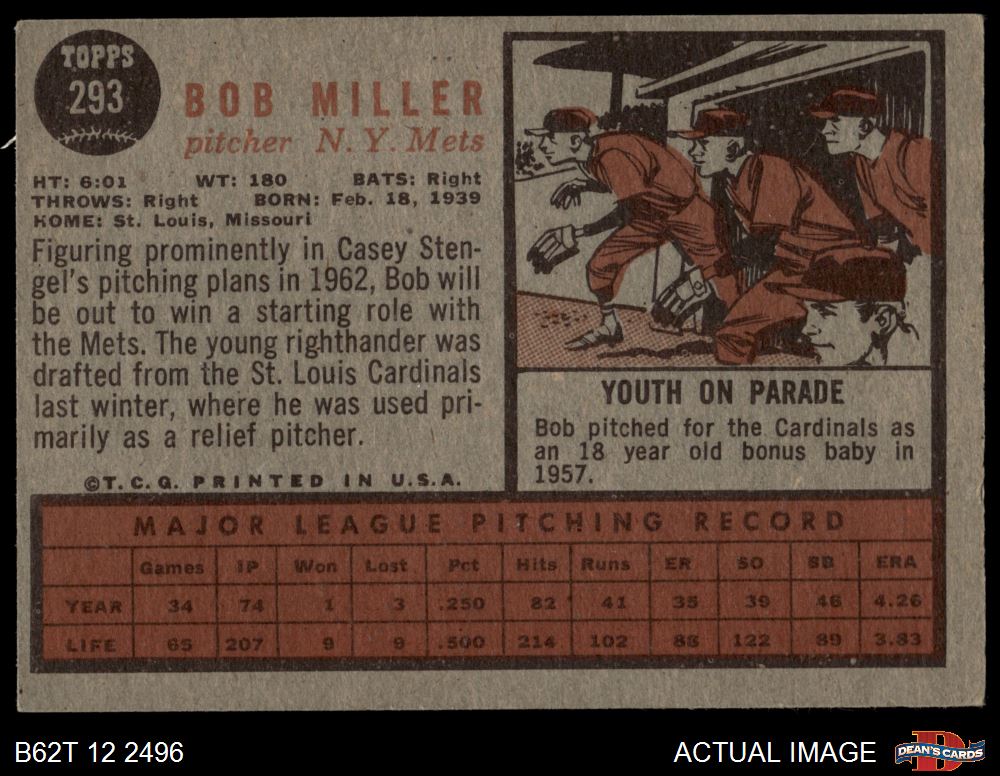 TOPPS
293
BOB MILLER
pitcher N. Y. Mets
HT: 6:01 WT: 180 BATS: Right
THROWS: Right BORN: Feb. 18, 1939
HOME: St. Louis, Missouri
Figuring prominently in Casey Sten-
gel's pitching plans in 1962, Bob will
be out to win a starting role with
the Mets. The young righthander was
drafted from the St. Louis Cardinals
last winter, where he was used pri-
marily as a relief pitcher.
©T. C. G. PRINTED IN U.S.A.
YOUTH ON PARADE
Bob pitched for the Cardinals as
an 18 year old bonus baby in
1957.
MAJOR LEAGUE PITCHING RECORD
Games IP Won Lost Pct Hits Runs ER SO BB ERA
YEAR 34 74 1 3 .250 82 41 35 39 46 4.26
LIFE 65 207 9 9 .500 214 102 88 122 89 3.83
B62T 12 2496
ACTUAL IMAGE
DEAN'S CARDS